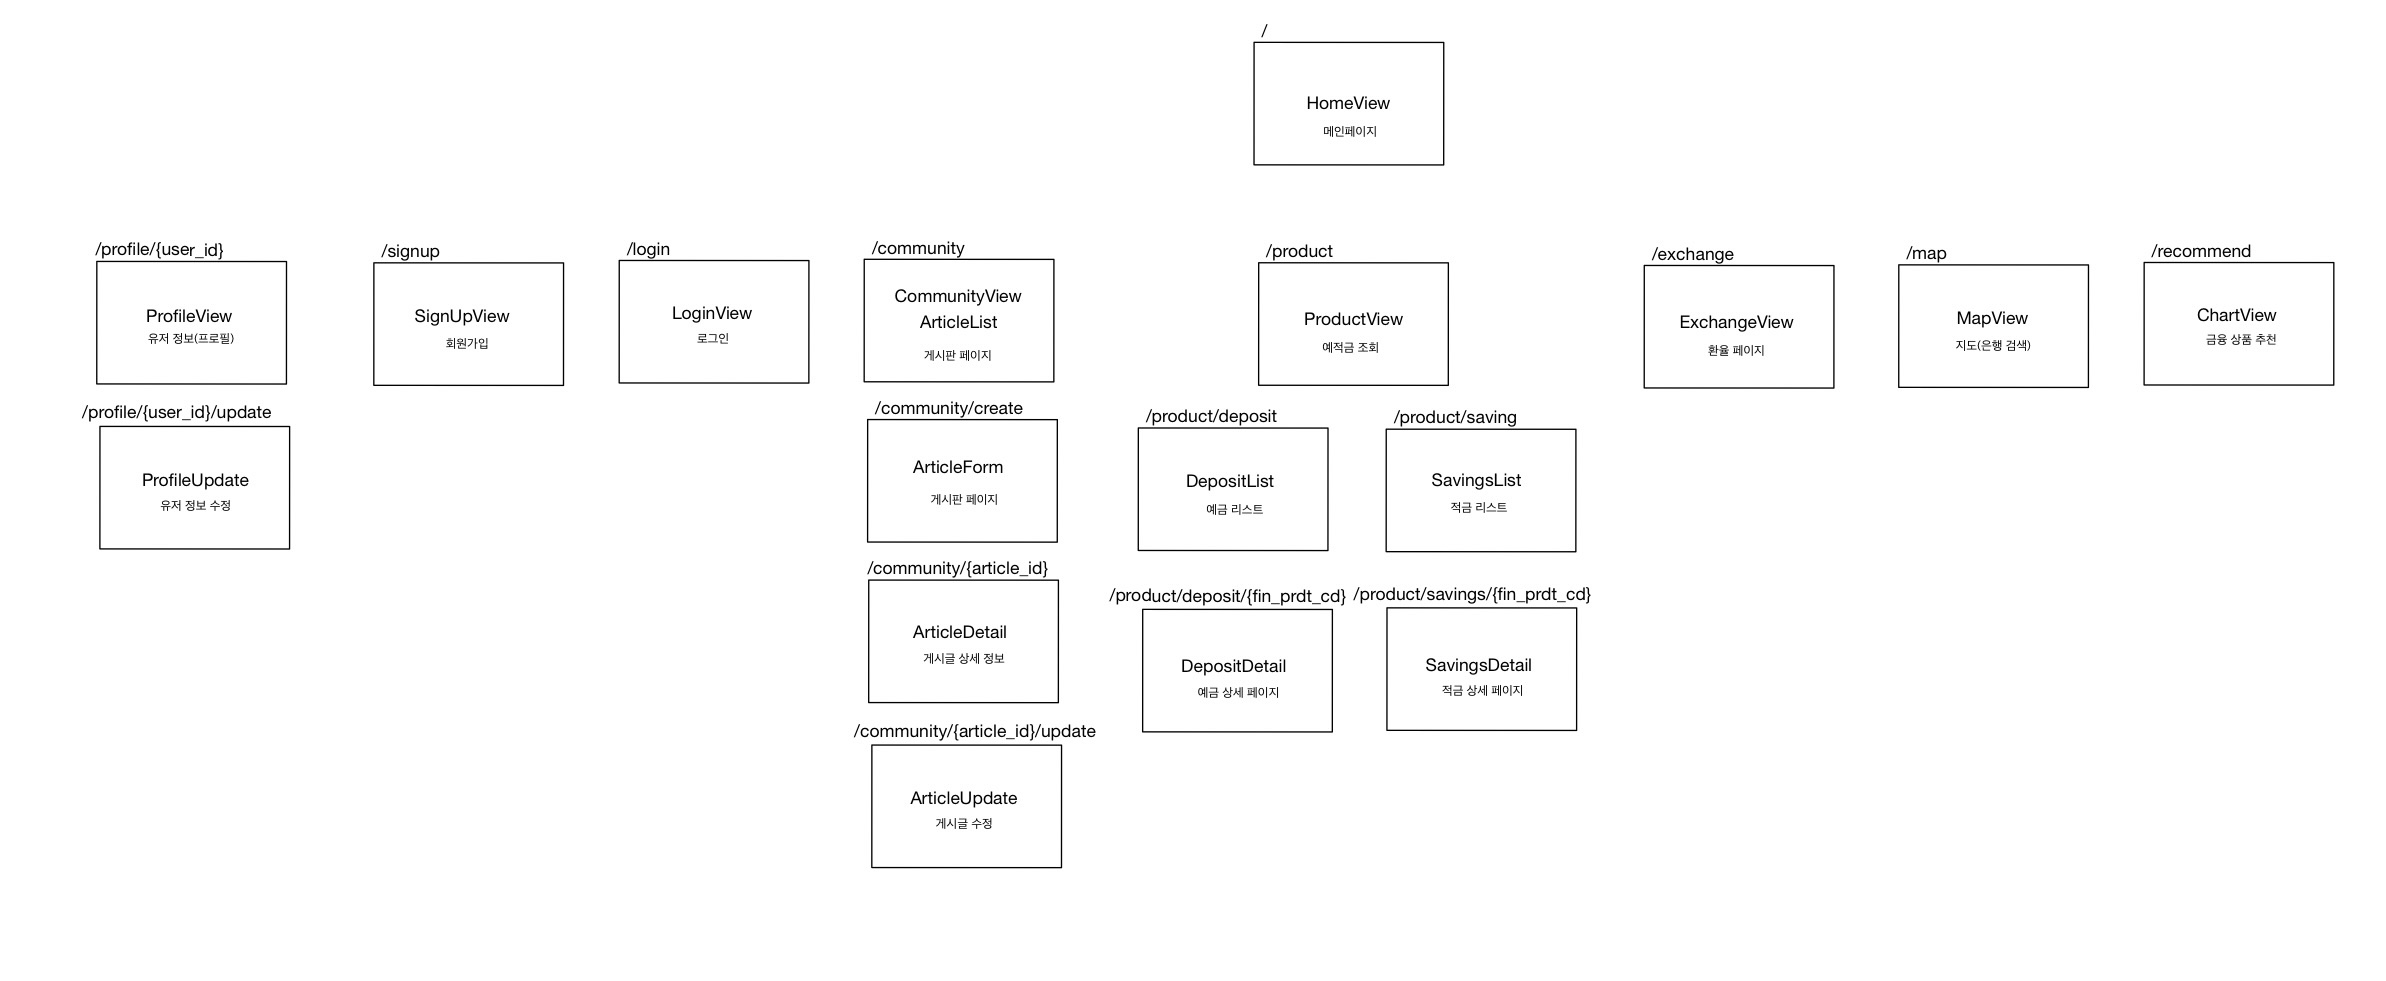 /
HomeView
메인페이지
/profile/{user_id}
ProfileView
유저 정보(프로필)
/signup
SignUpView
회원가입
/login
LoginView
로그인
/community
CommunityView
ArticleList
게시판 페이지
/product
ProductView
예적금 조회
/exchange
ExchangeView
환율 페이지
/map
MapView
지도(은행 검색)
/recommend
ChartView
금융 상품 추천
/profile/{user_id}/update
ProfileUpdate
유저 정보 수정
/community/create
ArticleForm
게시판 페이지
/product/deposit
DepositList
예금 리스트
/product/saving
SavingsList
적금 리스트
/community/{article_id}
ArticleDetail
게시글 상세 정보
/product/deposit/{fin_prdt_cd}
DepositDetail
예금 상세 페이지
/product/savings/{fin_prdt_cd}
SavingsDetail
적금 상세 페이지
/community/{article_id}/update
ArticleUpdate
게시글 수정